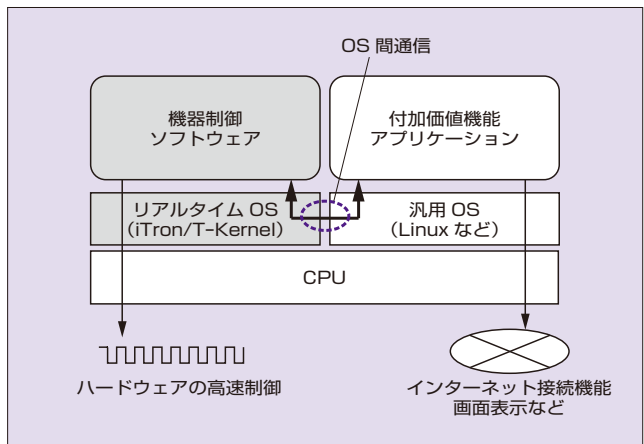 OS 間通信
機器制御
ソフトウェア
付加価値機能
アプリケーション
リアルタイム OS
（iTron/T-Kernel）
汎用 OS
（Linux など）
CPU
ハードウェアの高速制御
インターネット接続機能
画面表示など